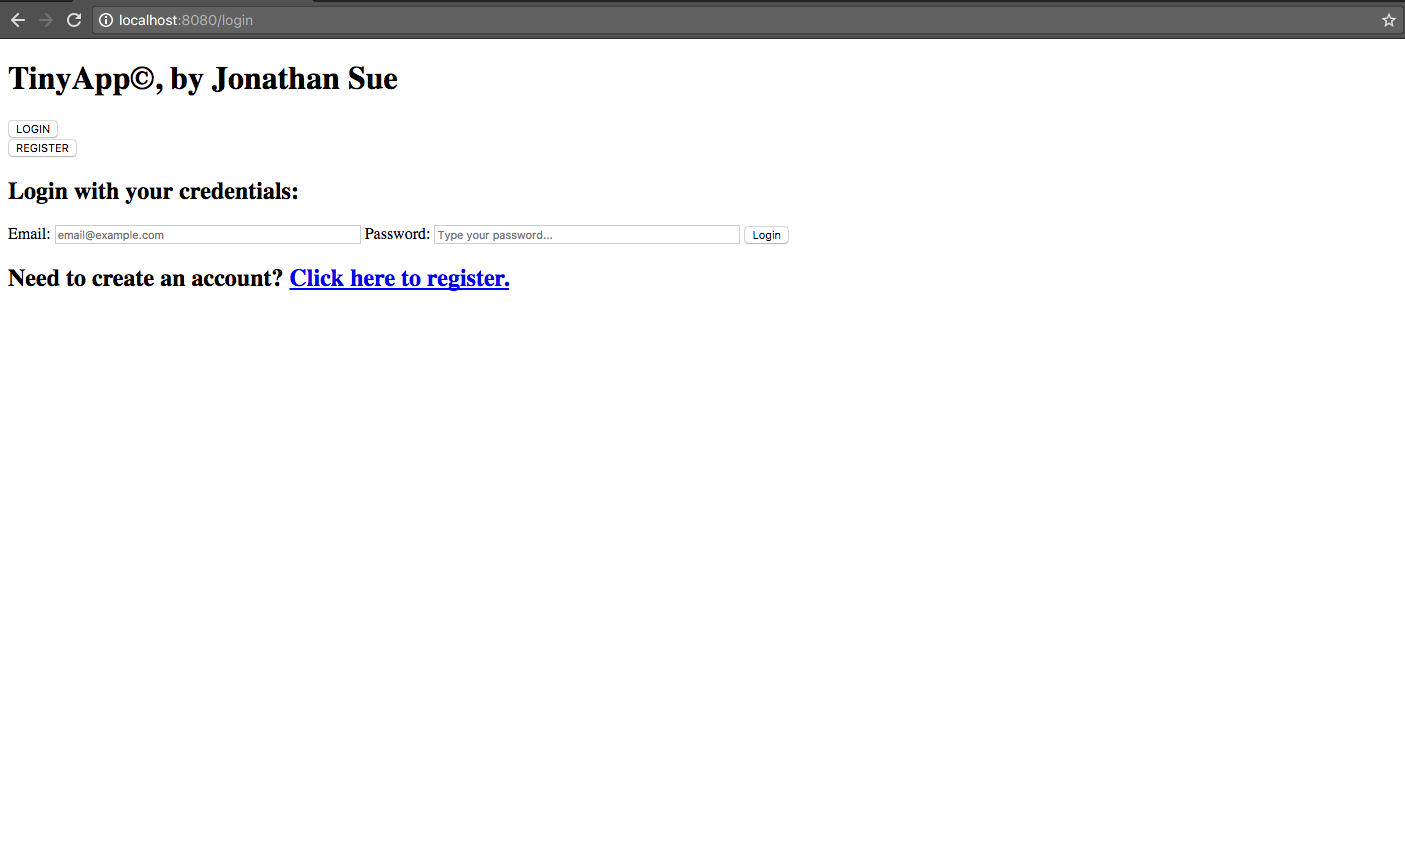 localhost:8080/login
TinyApp©, by Jonathan Sue
LOGIN
REGISTER
Login with your credentials:
Email: email@example.com Password: Type your password... Login
Need to create an account? Click here to register.